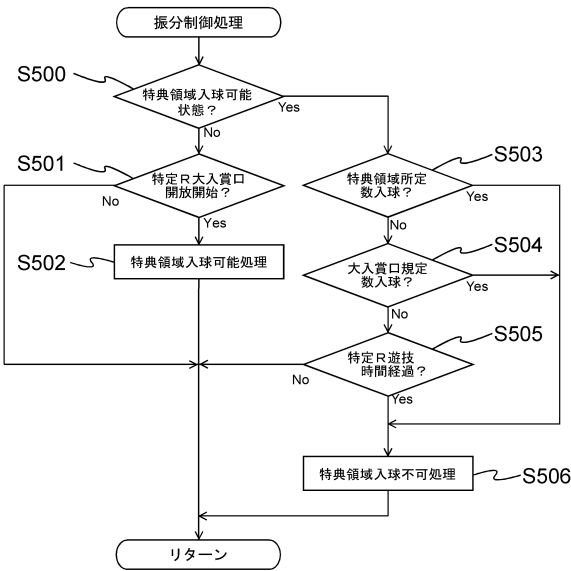 振分制御処理
S500
特典領域入球可能
状態？
Yes
No
S501
特定Ｒ大入賞口
開放開始？
No
Yes
S502
特典領域入球可能処理
S503
特典領域所定
数入球？
Yes
No
S504
大入賞口規定
数入球？
Yes
No
S505
特定Ｒ遊技
時間経過？
No
Yes
特典領域入球不可処理
S506
リターン